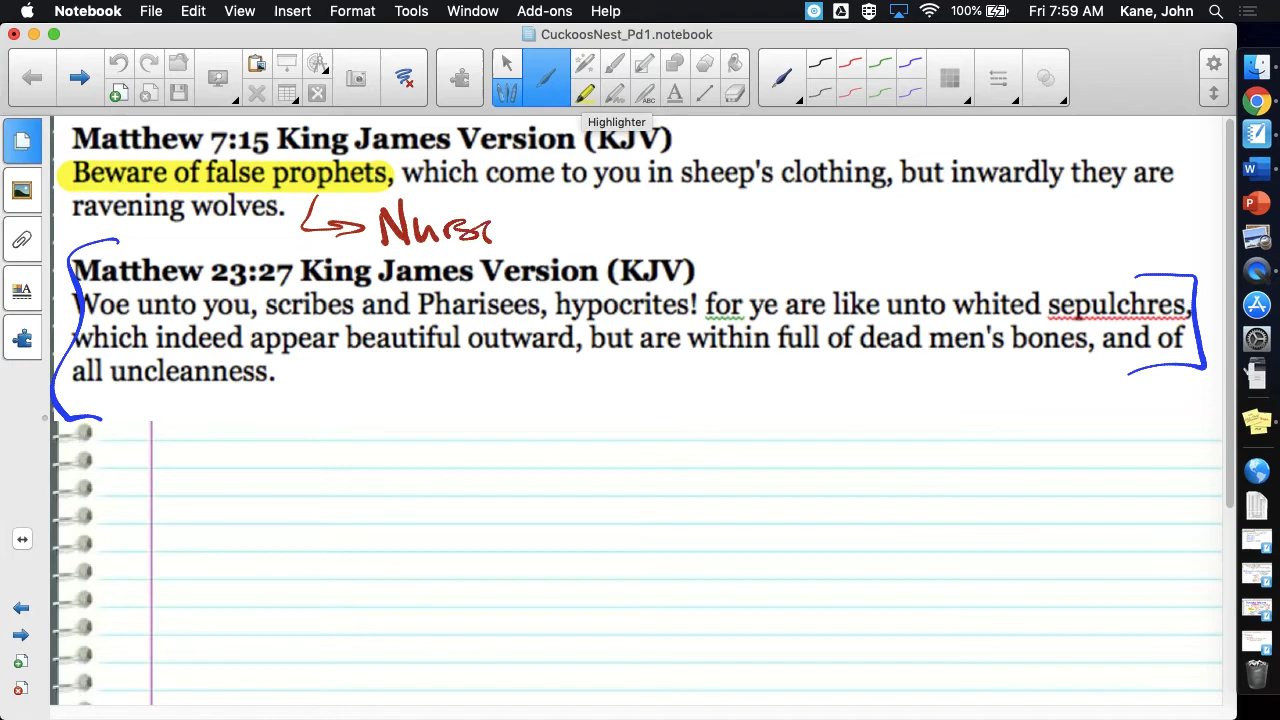 Notebook File Edit View Insert Format Tools Window Add-ons Help 100% Fri 7:59 AM Kane, John
CuckoosNest_Pd1.notebook
Highlighter
Matthew 7:15 King James Version (KJV)
Beware of false prophets, which come to you in sheep's clothing, but inwardly they are
ravening wolves.
Nurse
Matthew 23:27 King James Version (KJV)
Woe unto you, scribes and Pharisees, hypocrites! for ye are like unto whited sepulchres,
which indeed appear beautiful outward, but are within full of dead men's bones, and of
all uncleanness.